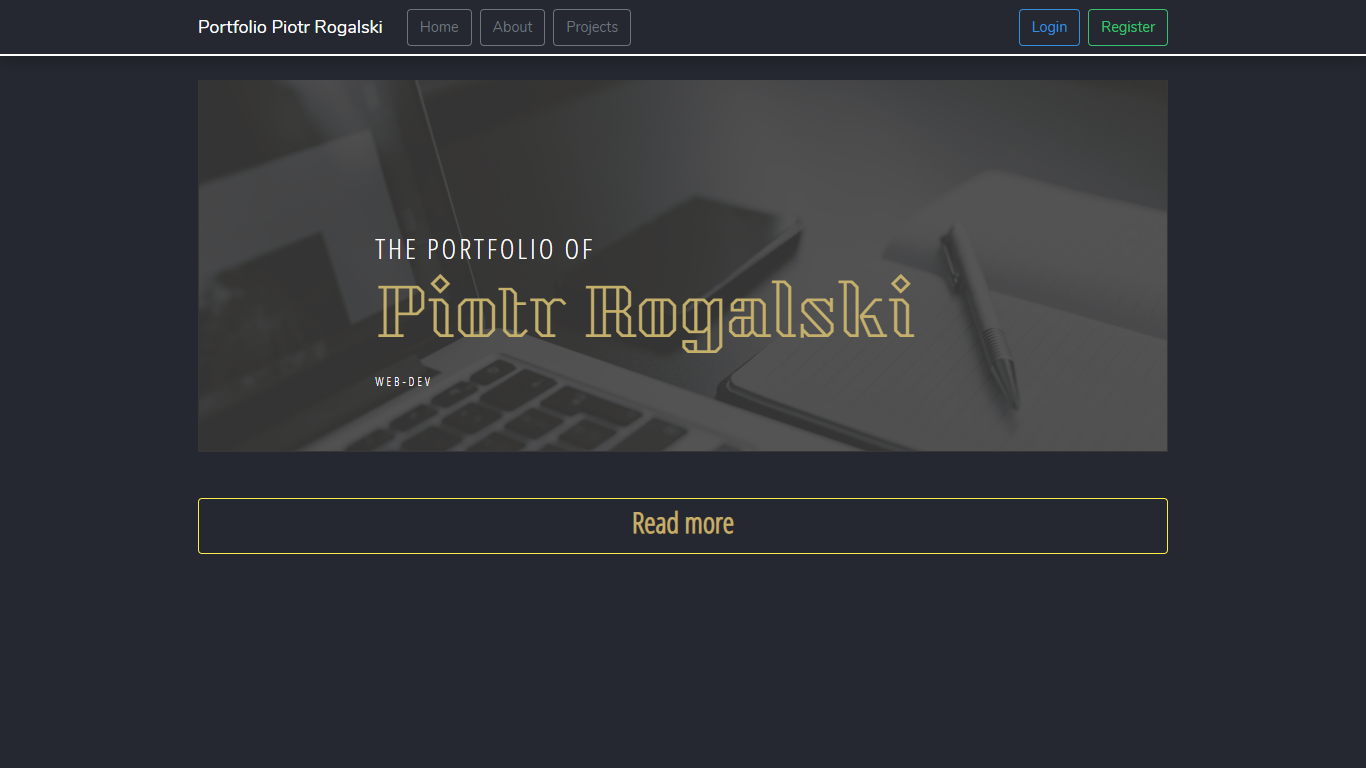 Portfolio Piotr Rogalski Home About Projects Login Register
THE PORTFOLIO OF
Piotr Rogalski
WEB-DEV
Read more